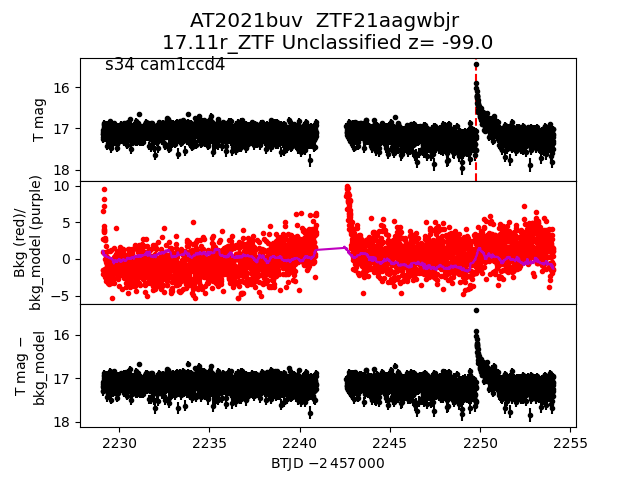 AT2021buv  ZTF21aagwbjr
17.11r_ZTF Unclassified z= -99.0
s34 cam1ccd4
T mag
16
17
18
Bkg (red)/
bkg_model (purple)
10
5
0
−5
T mag −
bkg_model
16
17
18
2230
2235
2240
2245
2250
2255
BTJD −2 457 000